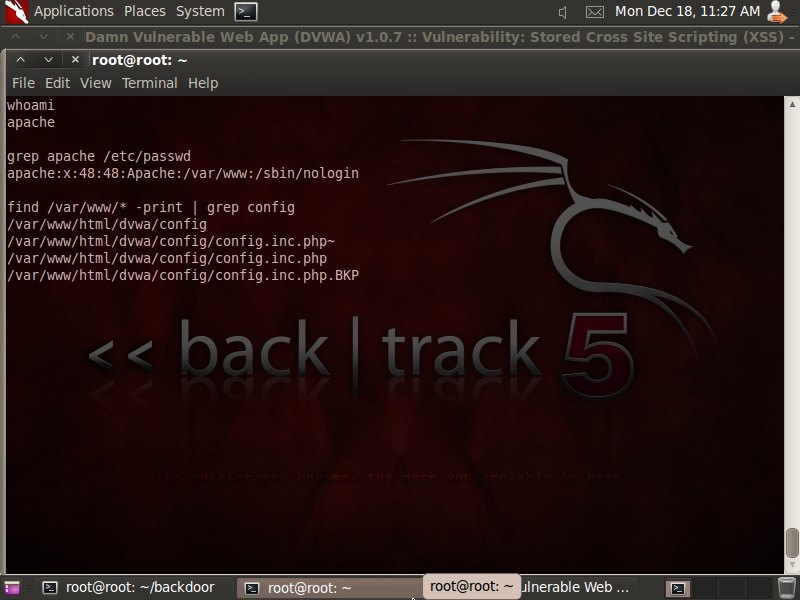 Applications Places System Mon Dec 18, 11:27 AM
Damn Vulnerable Web App (DVWA) v1.0.7 :: Vulnerability: Stored Cross Site Scripting (XSS) -
root@root: ~
File Edit View Terminal Help
whoami
apache
grep apache /etc/passwd
apache:x:48:48:Apache:/var/www:/sbin/nologin
find /var/www/* -print | grep config
/var/www/html/dvwa/config
/var/www/html/dvwa/config/config.inc.php~
/var/www/html/dvwa/config/config.inc.php
/var/www/html/dvwa/config/config.inc.php.BKP
<< back | track 5
the quieter you become, the more you are able to hear
root@root: ~/backdoor root@root: ~ root@root: ~ ulnerable Web ...